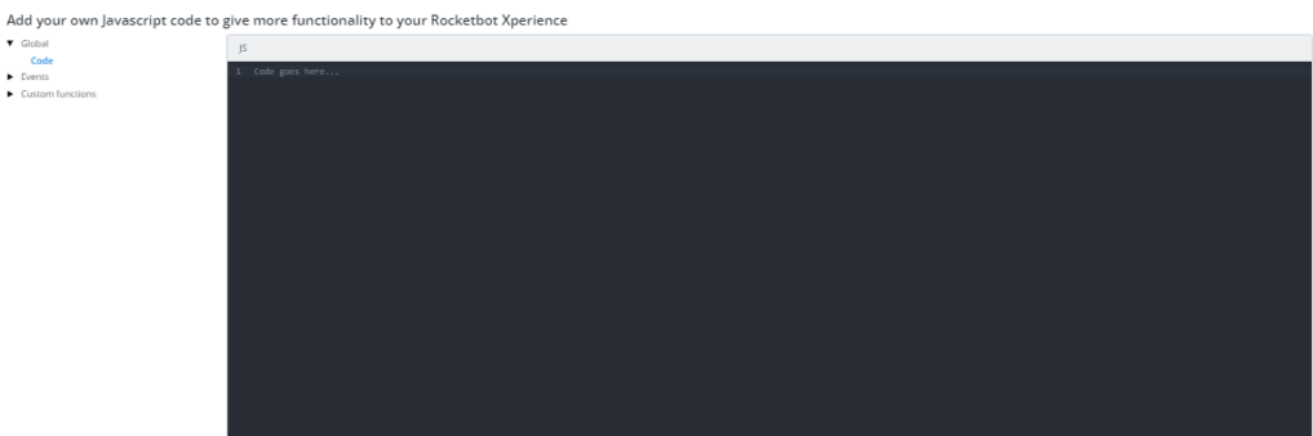 Add your own Javascript code to give more functionality to your Rocketbot Xperience
Global
Code
Events
Custom functions
JS
1 Code goes here...